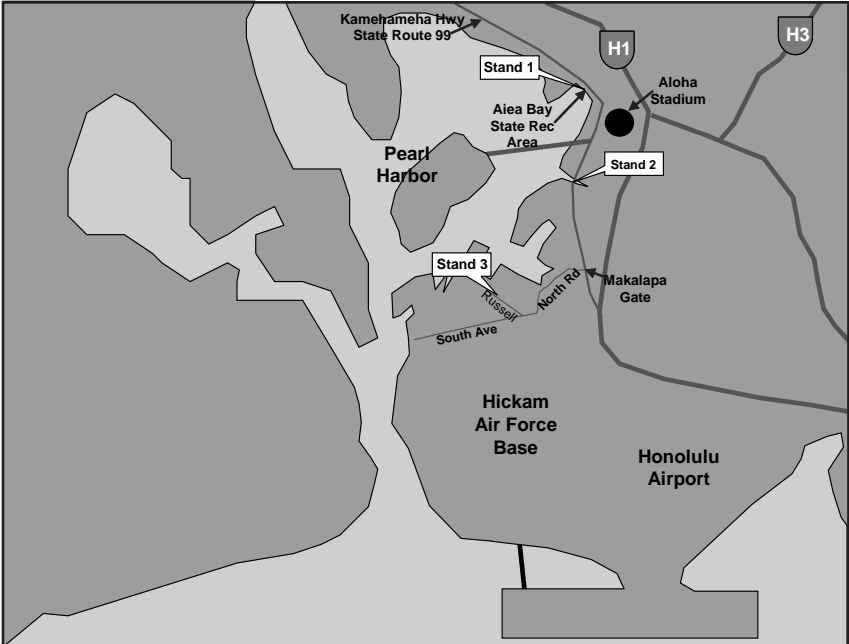 Kamehameha Hwy
State Route 99
H1
H3
Stand 1
Aloha
Stadium
Aiea Bay
State Rec
Area
Pearl
Harbor
Stand 2
Stand 3
Makalapa
Gate
North Rd
Russell
South Ave
Hickam
Air Force
Base
Honolulu
Airport